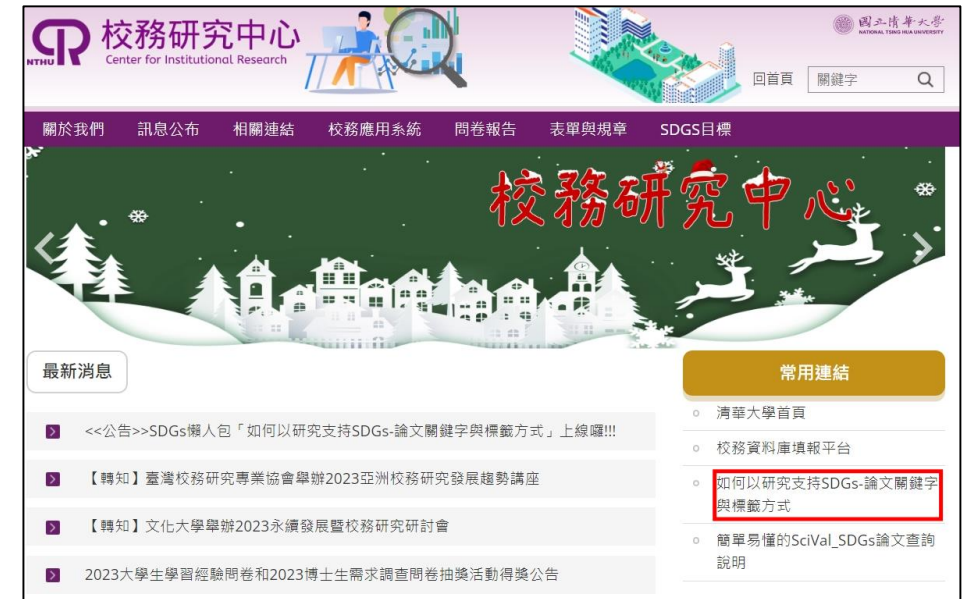 NTHU
校務研究中心
Center for Institutional Research
國立清華大學
NATIONAL TSING HUA UNIVERSITY
回首頁
關鍵字
關於我們 訊息公布 相關連結 校務應用系統 問卷報告 表單與規章 SDGS目標
校務研究中心
最新消息
<<公告>>SDGs懶人包「如何以研究支持SDGs-論文關鍵字與標籤方式」上線囉!!!
【轉知】臺灣校務研究專業協會舉辦2023亞洲校務研究發展趨勢講座
【轉知】文化大學舉辦2023永續發展暨校務研究研討會
2023大學生學習經驗問卷和2023博士生需求調查問卷抽獎活動得獎公告
常用連結
清華大學首頁
校務資料庫填報平台
如何以研究支持SDGs-論文關鍵字
與標籤方式
簡單易懂的SciVal_SDGs論文查詢
說明